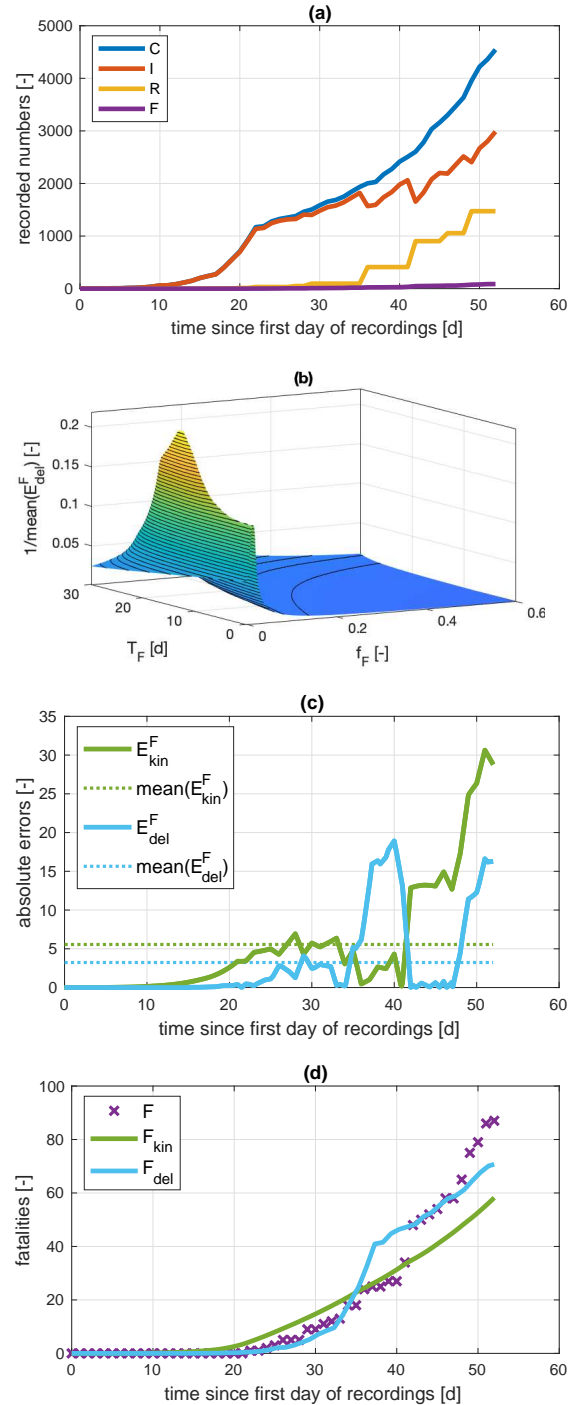 (a)
5000
4000
3000
2000
1000
0
C
I
R
F
recorded numbers [-]
0 10 20 30 40 50 60
time since first day of recordings [d]
(b)
0.2
0.15
0.1
0.05
1/mean(E^F_del) [-]
30
20
10
0
T_F [d]
0
0.2
0.4
0.6
f_F [-]
(c)
35
30
25
20
15
10
5
0
E^F_kin
mean(E^F_kin)
E^F_del
mean(E^F_del)
absolute errors [-]
0 10 20 30 40 50 60
time since first day of recordings [d]
(d)
100
80
60
40
20
0
F
F_kin
F_del
fatalities [-]
0 10 20 30 40 50 60
time since first day of recordings [d]